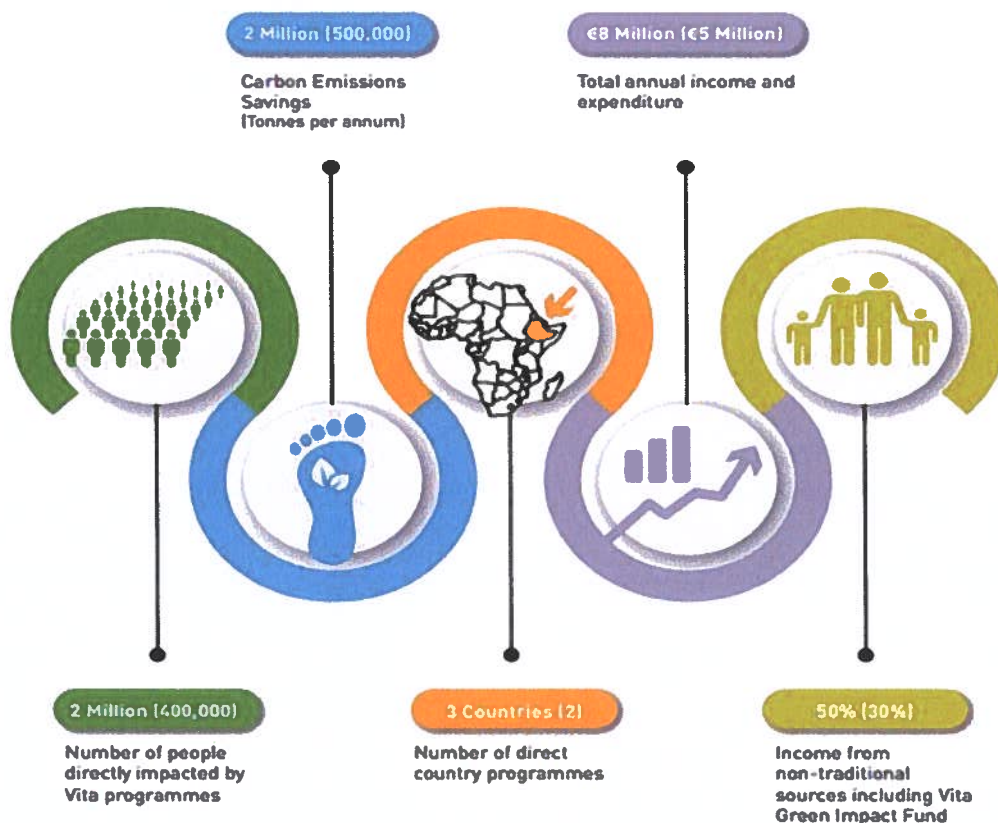 2 Million (500,000)
Carbon Emissions
Savings
(Tonnes per annum)
€8 Million (€5 Million)
Total annual income and
expenditure
2 Million (400,000)
Number of people
directly impacted by
Vita programmes
3 Countries (2)
Number of direct
country programmes
50% (30%)
Income from
non-traditional
sources including Vita
Green Impact Fund